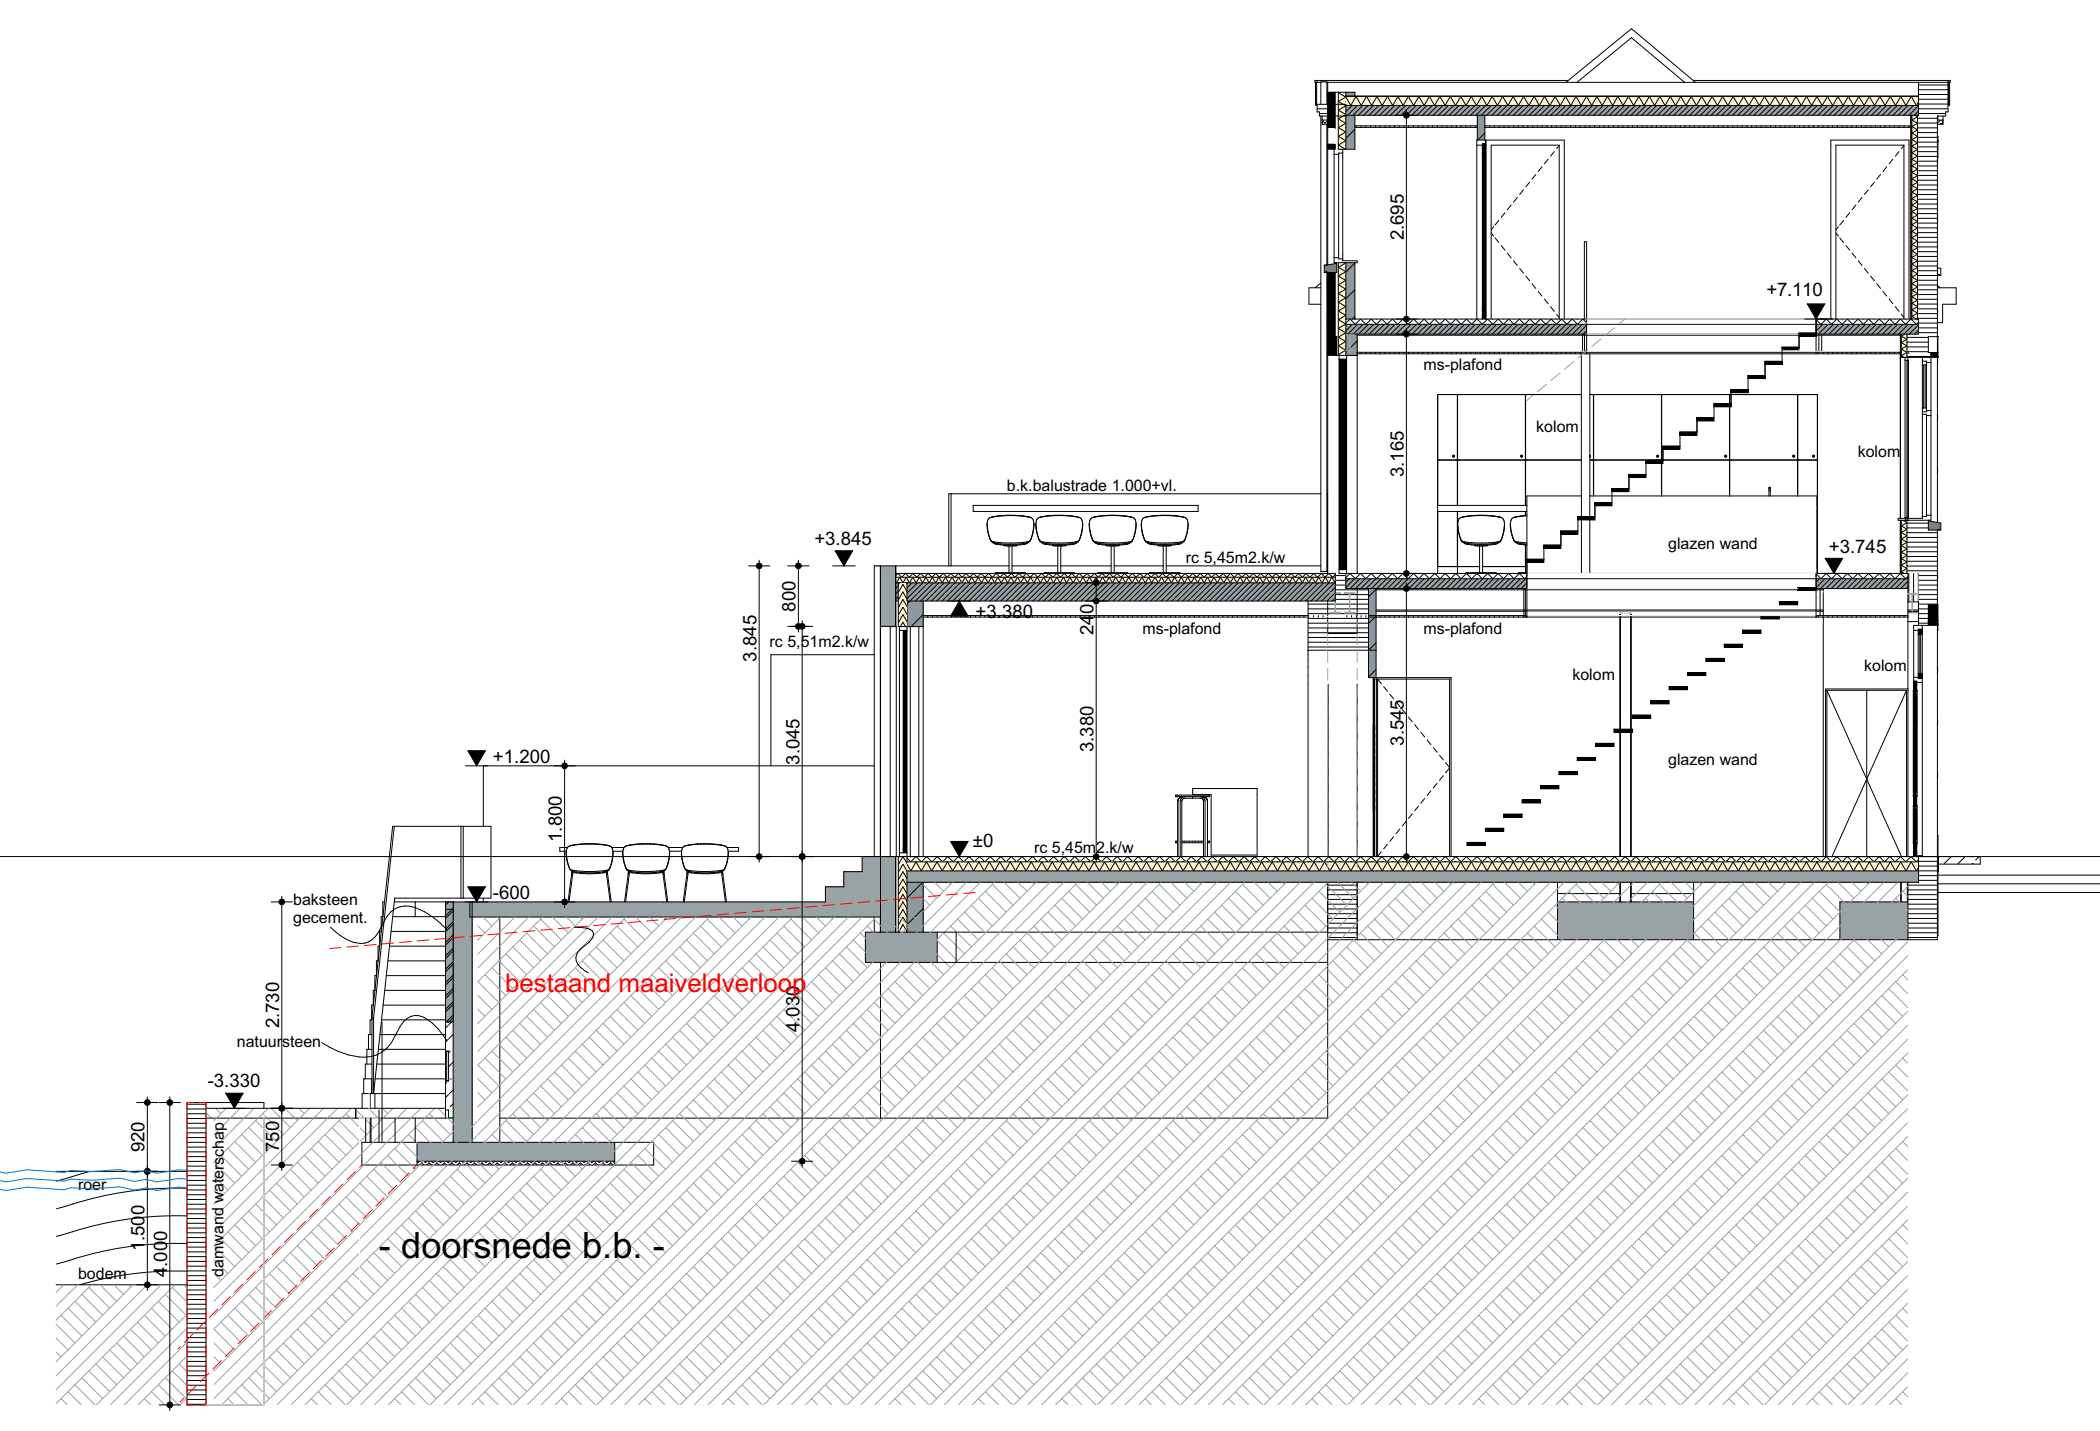 2.695
+7.110
ms-plafond
kolom
3.165
kolom
b.k.balustrade 1.000+vl.
+3.845
rc 5,45m2.k/w
glazen wand
+3.745
800
+3.380
240
3.845
rc 5,51m2.k/w
ms-plafond
ms-plafond
kolom
kolom
3.045
3.380
3.545
+1.200
glazen wand
1.800
±0
rc 5,45m2.k/w
-600
baksteen
gecement.
bestaand maaiveldverloop
2.730
4.030
natuursteen
-3.330
920
750
damwand waterschap
roer
1.500
4.000
- doorsnede b.b. -
bodem